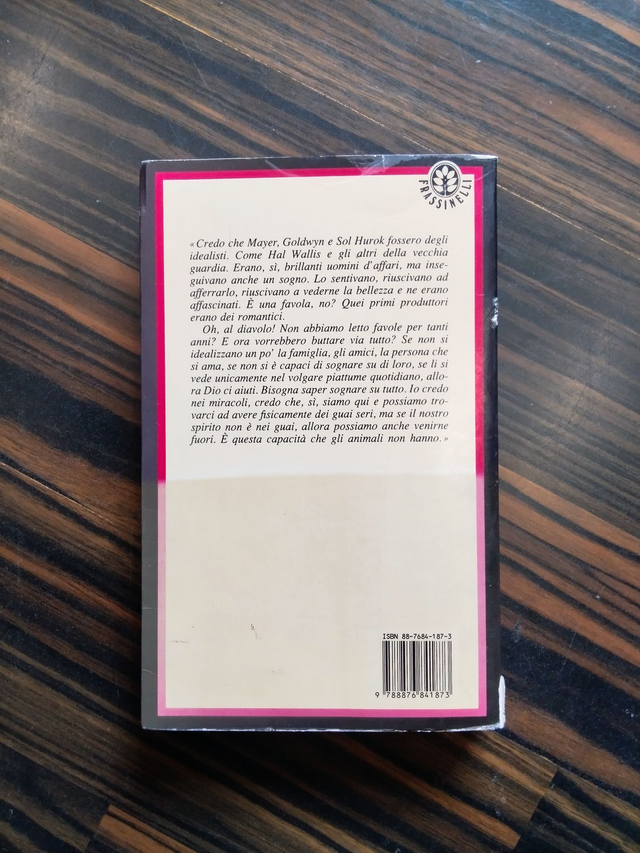 FRASSINELLI
«Credo che Mayer, Goldwyn e Sol Hurok fossero degli
idealisti. Come Hal Wallis e gli altri della vecchia
guardia. Erano, sì, brillanti uomini d'affari, ma inse-
guivano anche un sogno. Lo sentivano, riuscivano ad
afferrarlo, riuscivano a vederne la bellezza e ne erano
affascinati. È una favola, no? Quei primi produttori
erano dei romantici.
Oh, al diavolo! Non abbiamo letto favole per tanti
anni? E ora vorrebbero buttare via tutto? Se non si
idealizzano un po' la famiglia, gli amici, la persona che
si ama, se non si è capaci di sognare su di loro, se li si
vede unicamente nel volgare piattume quotidiano, allo-
ra Dio ci aiuti. Bisogna saper sognare su tutto. Io credo
nei miracoli, credo che, sì, siamo qui e possiamo tro-
varci ad avere fisicamente dei guai seri, ma se il nostro
spirito non è nei guai, allora possiamo anche venirne
fuori. È questa capacità che gli animali non hanno.»
ISBN 88-7684-187-3
9 788876 841873